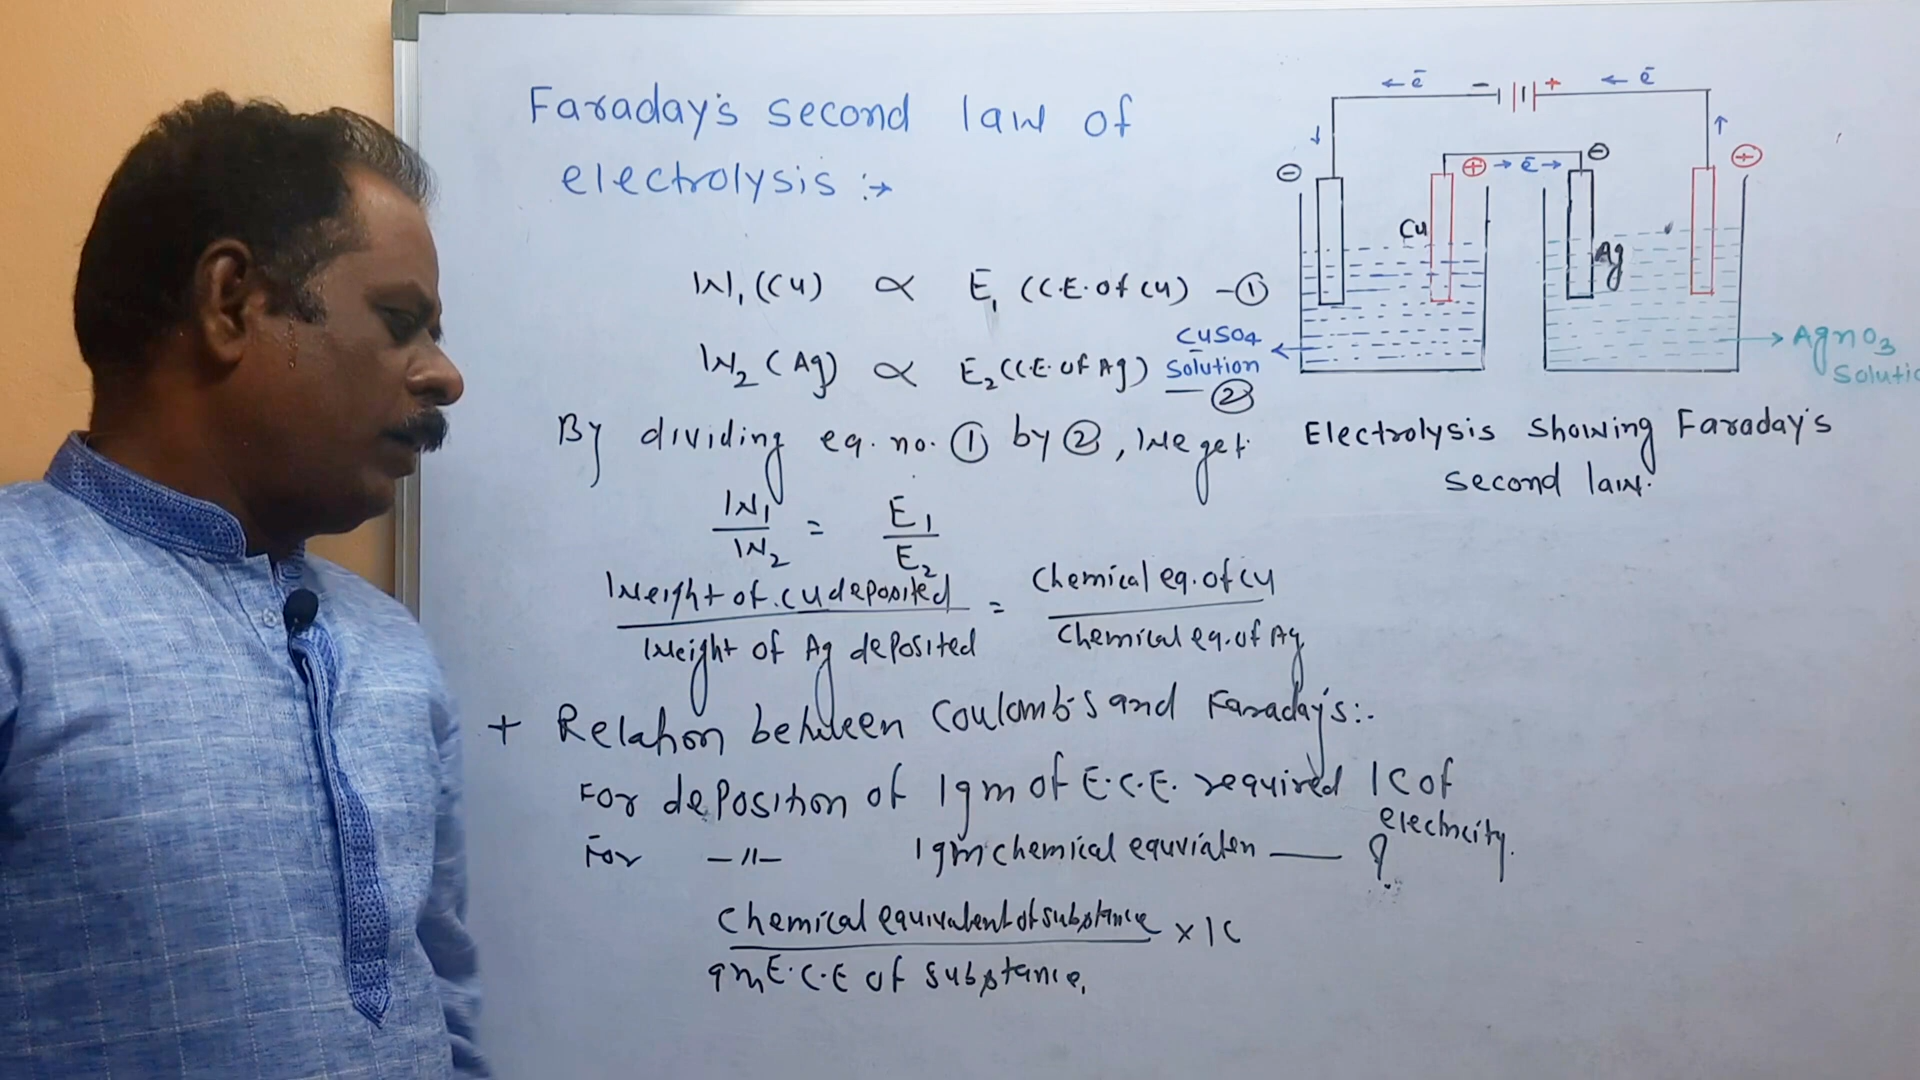 Faraday's second law of
electrolysis :→
W₁ (Cu) ∝ E₁ (C.E. of Cu) - ①
W₂ (Ag) ∝ E₂ (C.E. of Ag) — ②
By dividing eq. no. ① by ②, we get.
W₁/W₂ = E₁/E₂
Weight of Cu deposited / Weight of Ag deposited = Chemical eq. of Cu / Chemical eq. of Ag
+ Relation between Coulomb's and Faraday's :-
For deposition of 1gm of E.C.E. required 1C of
electricity.
For —〃— 1gm chemical equvialen —— ?
Chemical equivalent of substance / gm E.C.E of substance. × 1C
← ē - + ← ē
↓ ↑
⊖ ⊕ → ē → ⊖ ⊕
Cu
Ag
CuSO₄
Solution
AgNO₃
Solutio
Electrolysis showing Faraday's
second law.